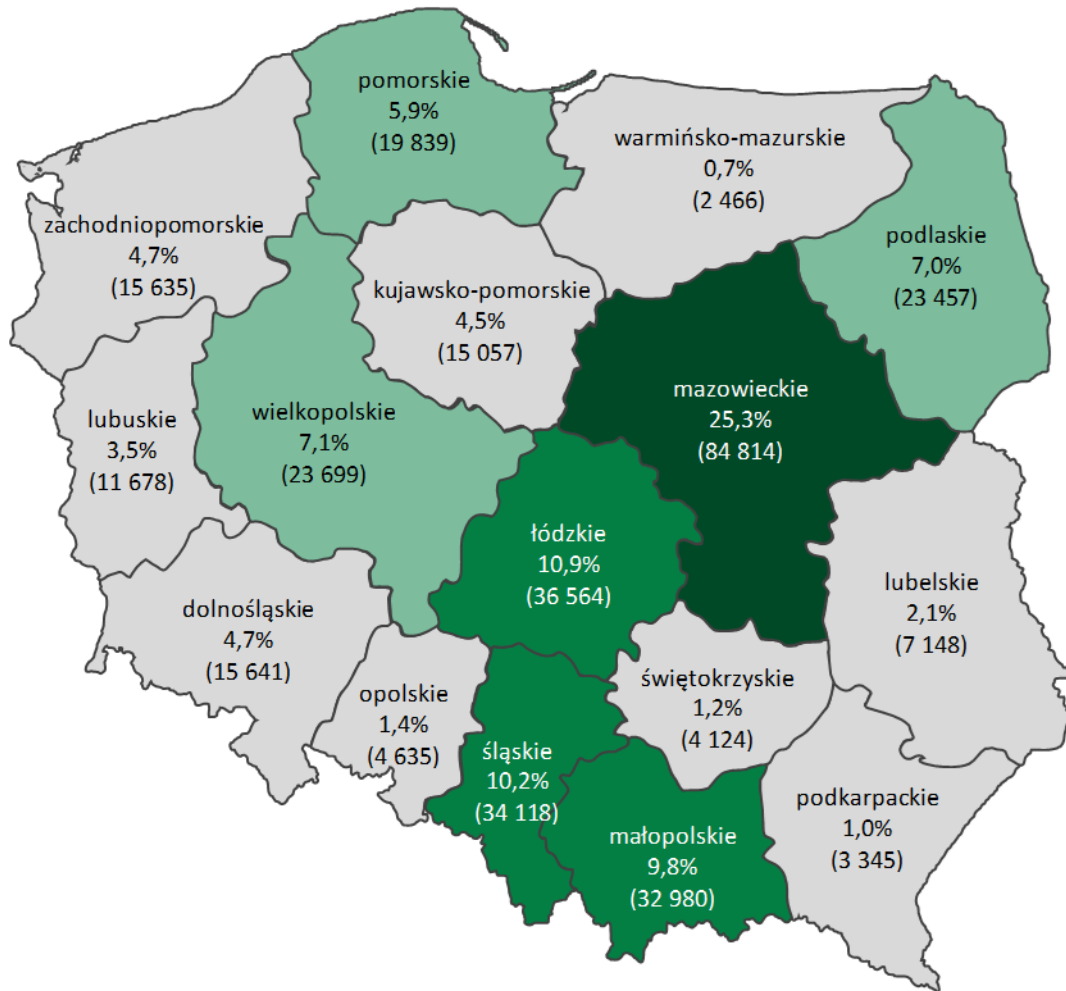 pomorskie
5,9%
(19 839)
warmińsko-mazurskie
0,7%
(2 466)
zachodniopomorskie
4,7%
(15 635)
podlaskie
7,0%
(23 457)
kujawsko-pomorskie
4,5%
(15 057)
mazowieckie
25,3%
(84 814)
lubuskie
3,5%
(11 678)
wielkopolskie
7,1%
(23 699)
łódzkie
10,9%
(36 564)
lubelskie
2,1%
(7 148)
dolnośląskie
4,7%
(15 641)
opolskie
1,4%
(4 635)
świętokrzyskie
1,2%
(4 124)
śląskie
10,2%
(34 118)
podkarpackie
1,0%
(3 345)
małopolskie
9,8%
(32 980)